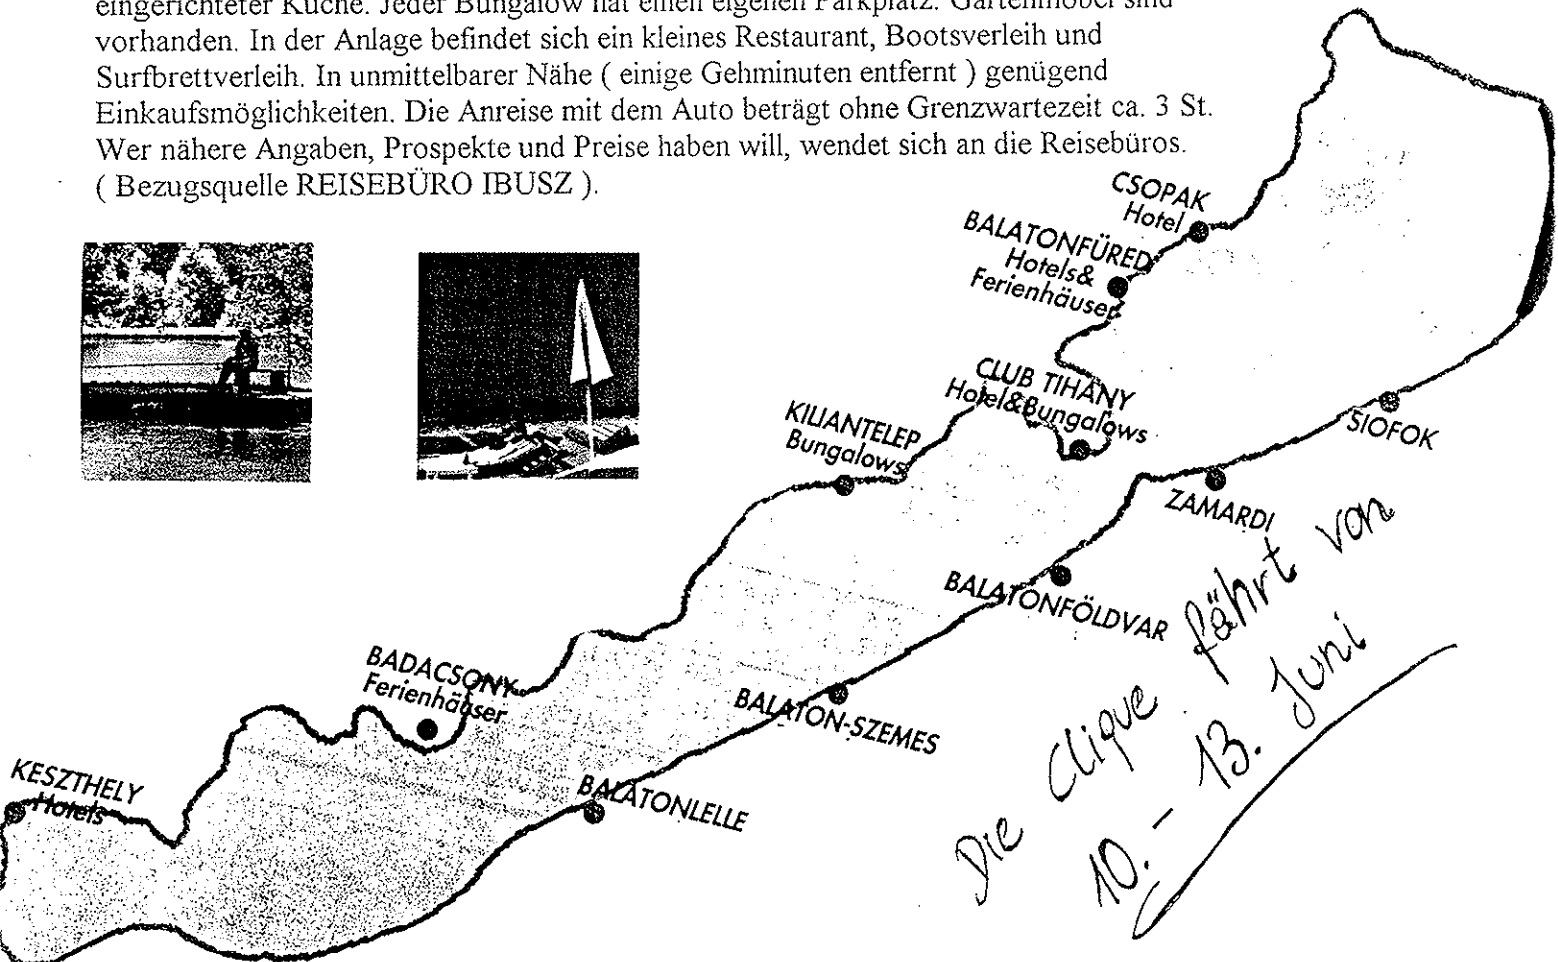 eingerichteter Küche. Jeder Bungalow hat einen eigenen Parkplatz. Gartenmöbel sind
vorhanden. In der Anlage befindet sich ein kleines Restaurant, Bootsverleih und
Surfbrettverleih. In unmittelbarer Nähe ( einige Gehminuten entfernt ) genügend
Einkaufsmöglichkeiten. Die Anreise mit dem Auto beträgt ohne Grenzwartezeit ca. 3 St.
Wer nähere Angaben, Prospekte und Preise haben will, wendet sich an die Reisebüros.
( Bezugsquelle REISEBÜRO IBUSZ ).
CSOPAK
Hotel
BALATONFÜRED
Hotels&
Ferienhäuser
CLUB TIHANY
Hotel&Bungalows
KILIANTELEP
Bungalows
SIOFOK
ZAMARDI
BALATONFÖLDVAR
BADACSONY
Ferienhäuser
BALATON-SZEMES
KESZTHELY
Hotels
BALATONLELLE
Die Clique fährt von
10. - 13. Juni